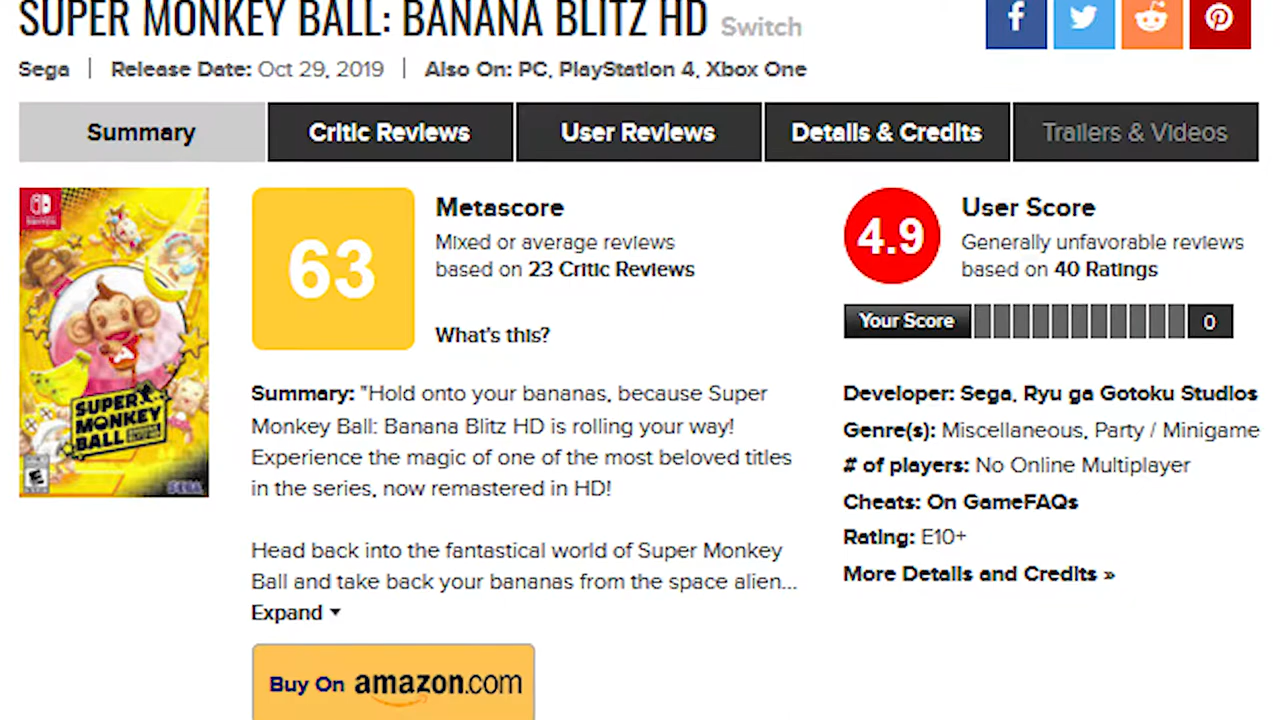 SUPER MONKEY BALL: BANANA BLITZ HD Switch
Sega | Release Date: Oct 29, 2019 | Also On: PC, PlayStation 4, Xbox One
Summary Critic Reviews User Reviews Details & Credits Trailers & Videos
63
Metascore
Mixed or average reviews
based on 23 Critic Reviews
What's this?
4.9
User Score
Generally unfavorable reviews
based on 40 Ratings
Your Score 0
SUPER
MONKEY
BALL
E
SEGA
Summary: "Hold onto your bananas, because Super
Monkey Ball: Banana Blitz HD is rolling your way!
Experience the magic of one of the most beloved titles
in the series, now remastered in HD!
Head back into the fantastical world of Super Monkey
Ball and take back your bananas from the space alien...
Expand
Buy On amazon.com
Developer: Sega, Ryu ga Gotoku Studios
Genre(s): Miscellaneous, Party / Minigame
# of players: No Online Multiplayer
Cheats: On GameFAQs
Rating: E10+
More Details and Credits »